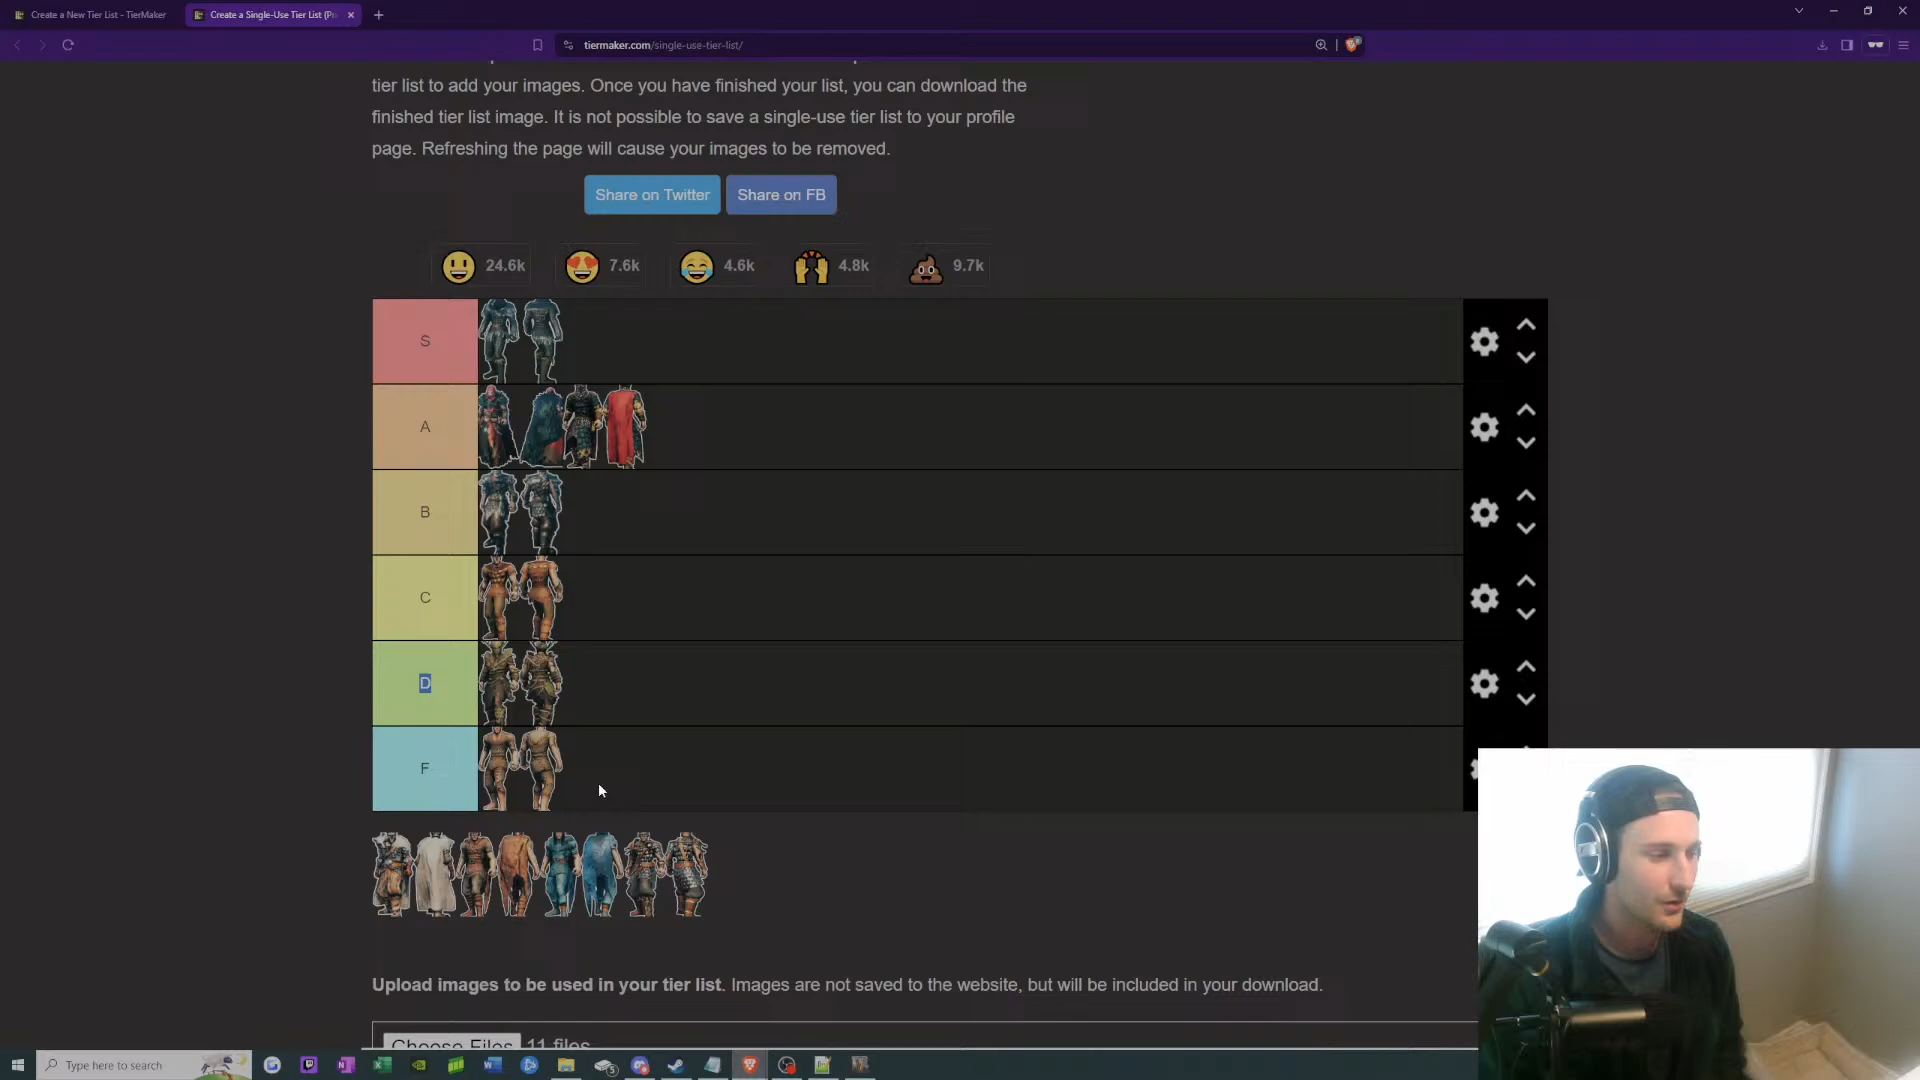 Create a New Tier List - TierMaker
Create a Single-Use Tier List (Pr
tiermaker.com/single-use-tier-list/
tier list to add your images. Once you have finished your list, you can download the
finished tier list image. It is not possible to save a single-use tier list to your profile
page. Refreshing the page will cause your images to be removed.
Share on Twitter Share on FB
24.6k 7.6k 4.6k 4.8k 9.7k
S
A
B
C
D
F
Upload images to be used in your tier list. Images are not saved to the website, but will be included in your download.
Choose Files 11 files
Type here to search